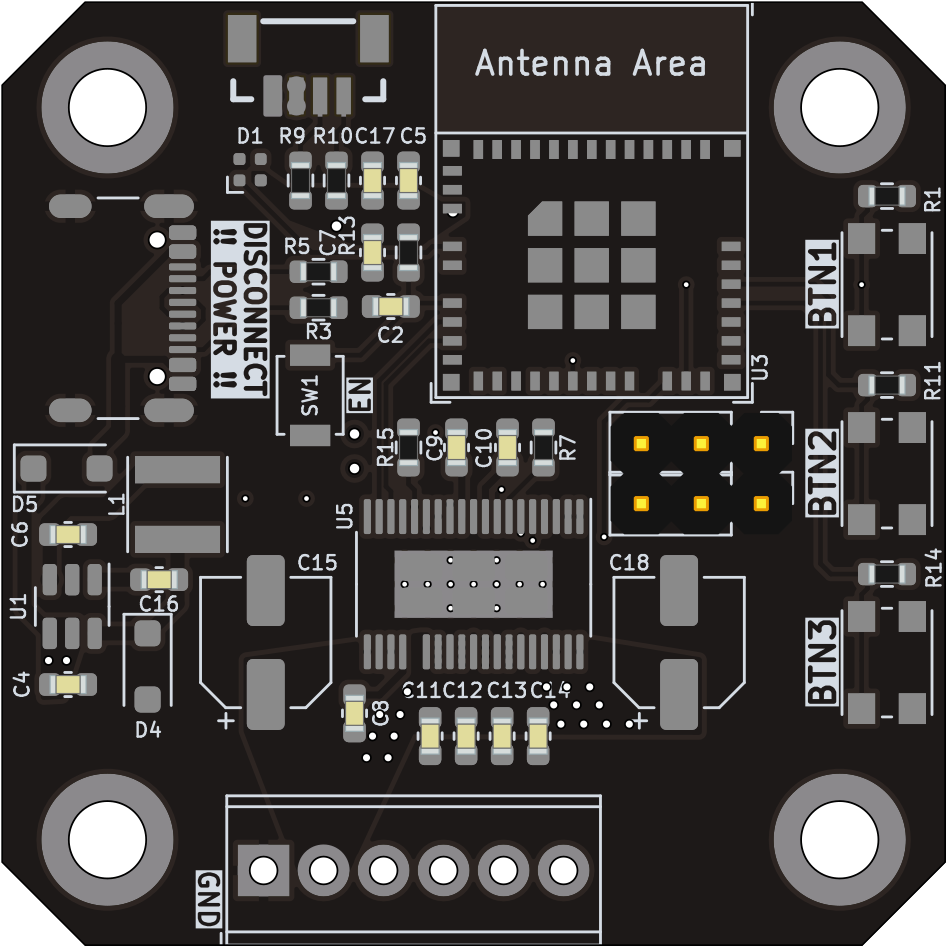 Antenna Area
D1
R9
R10
C17
C5
R1
DISCONNECT
!! POWER !!
R5
C7
R13
BTN1
R3
C2
U3
SW1
EN
R11
R15
C9
C10
R7
BTN2
D5
L1
C6
U5
C15
C18
R14
U1
C16
BTN3
C4
D4
+
C8
C11
C12
C13
C14
+
GND